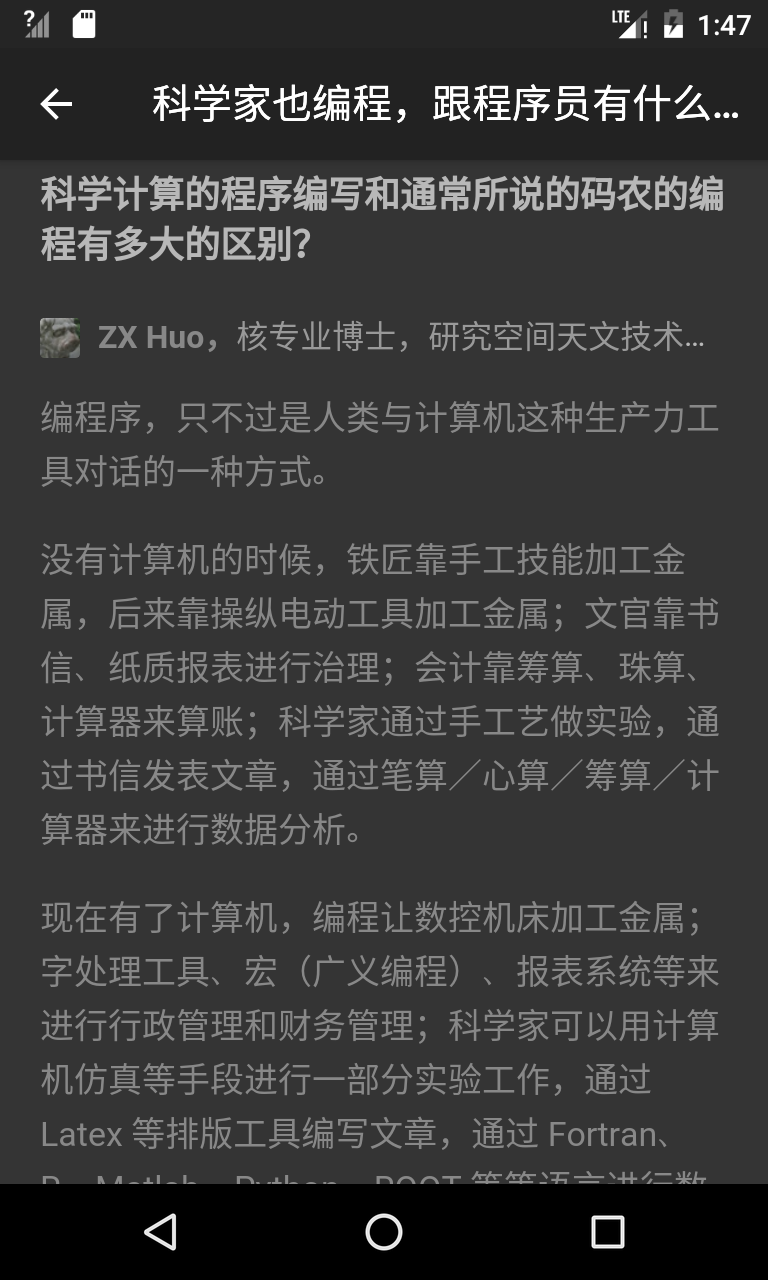 LTE 1:47
科学家也编程，跟程序员有什么...
科学计算的程序编写和通常所说的码农的编
程有多大的区别？
ZX Huo，核专业博士，研究空间天文技术...
编程序，只不过是人类与计算机这种生产力工
具对话的一种方式。
没有计算机的时候，铁匠靠手工技能加工金
属，后来靠操纵电动工具加工金属；文官靠书
信、纸质报表进行治理；会计靠筹算、珠算、
计算器来算账；科学家通过手工艺做实验，通
过书信发表文章，通过笔算／心算／筹算／计
算器来进行数据分析。
现在有了计算机，编程让数控机床加工金属；
字处理工具、宏（广义编程）、报表系统等来
进行行政管理和财务管理；科学家可以用计算
机仿真等手段进行一部分实验工作，通过
Latex 等排版工具编写文章，通过 Fortran、
R、Matlab、Python、ROOT 等等语言进行数